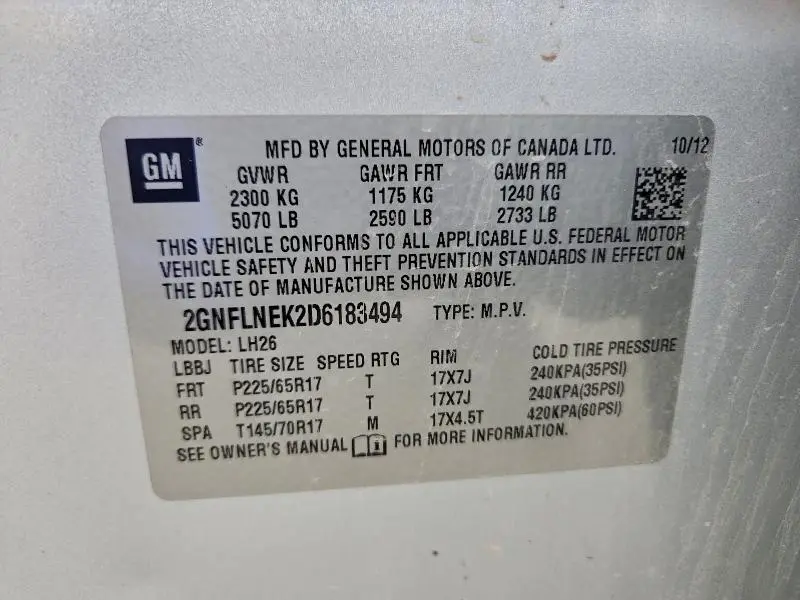 GM ® MFD BY GENERAL MOTORS OF CANADA LTD. 10/12
GVWR GAWR FRT GAWR RR
2300 KG 1175 KG 1240 KG
5070 LB 2590 LB 2733 LB
THIS VEHICLE CONFORMS TO ALL APPLICABLE U.S. FEDERAL MOTOR
VEHICLE SAFETY AND THEFT PREVENTION STANDARDS IN EFFECT ON
THE DATE OF MANUFACTURE SHOWN ABOVE.
2GNFLNEK2D6183494 TYPE: M.P.V.
MODEL: LH26
LBBJ TIRE SIZE SPEED RTG RIM COLD TIRE PRESSURE
FRT P225/65R17 T 17X7J 240KPA(35PSI)
RR P225/65R17 T 17X7J 240KPA(35PSI)
SPA T145/70R17 M 17X4.5T 420KPA(60PSI)
SEE OWNER'S MANUAL FOR MORE INFORMATION.